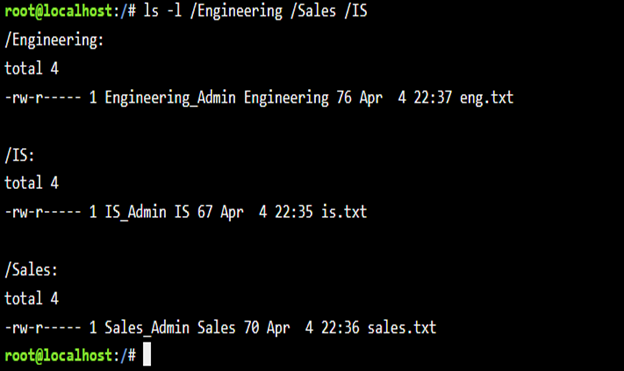 root@localhost:/# ls -l /Engineering /Sales /IS
/Engineering:
total 4
-rw-r----- 1 Engineering_Admin Engineering 76 Apr  4 22:37 eng.txt
/IS:
total 4
-rw-r----- 1 IS_Admin IS 67 Apr  4 22:35 is.txt
/Sales:
total 4
-rw-r----- 1 Sales_Admin Sales 70 Apr  4 22:36 sales.txt
root@localhost:/#